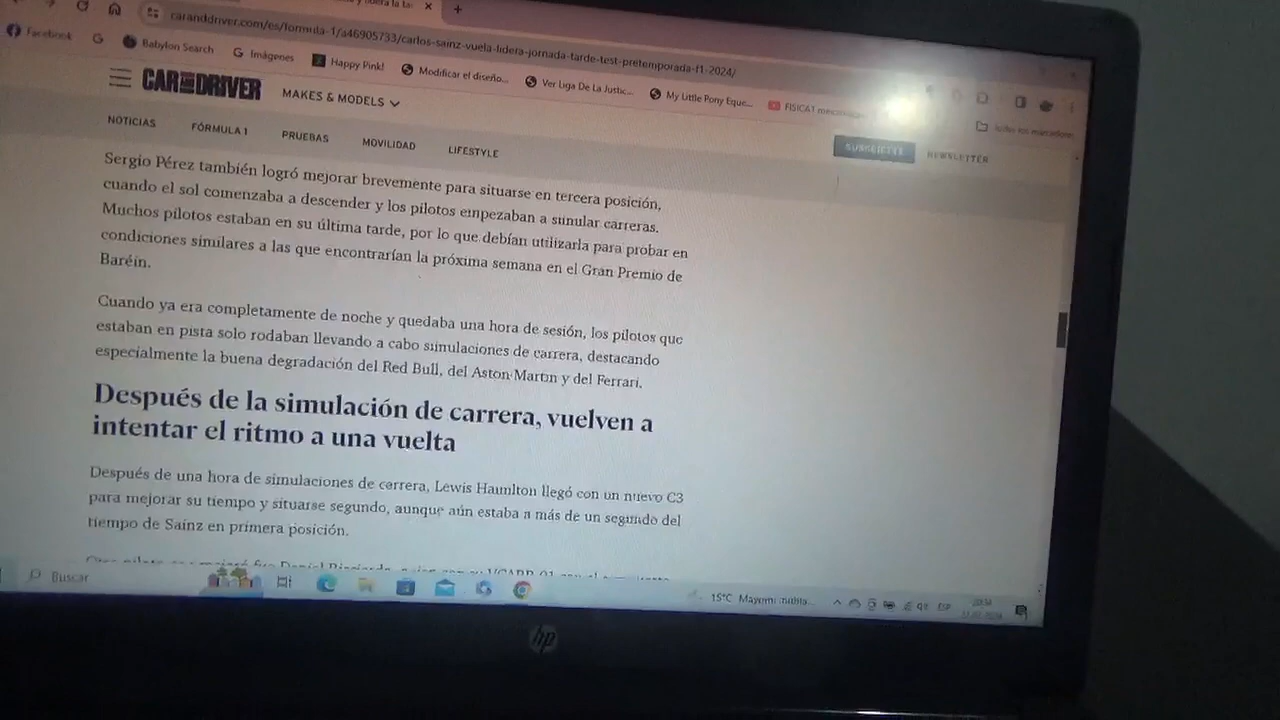 y lidera la ta
caranddriver.com/es/formula-1/a46905733/carlos-sainz-vuela-lidera-jornada-tarde-test-pretemporada-f1-2024/
Facebook
Babylon Search
Imágenes
Happy Pink!
Modificar el diseño...
Ver Liga De La Justic...
My Little Pony Eque...
CAR AND DRIVER
MAKES & MODELS
NOTICIAS FÓRMULA 1 PRUEBAS MOVILIDAD LIFESTYLE
SUSCRÍBETE NEWSLETTER
Sergio Pérez también logró mejorar brevemente para situarse en tercera posición,
cuando el sol comenzaba a descender y los pilotos empezaban a simular carreras.
Muchos pilotos estaban en su última tarde, por lo que debían utilizarla para probar en
condiciones similares a las que encontrarían la próxima semana en el Gran Premio de
Baréin.
Cuando ya era completamente de noche y quedaba una hora de sesión, los pilotos que
estaban en pista solo rodaban llevando a cabo simulaciones de carrera, destacando
especialmente la buena degradación del Red Bull, del Aston Martin y del Ferrari.
Después de la simulación de carrera, vuelven a
intentar el ritmo a una vuelta
Después de una hora de simulaciones de carrera, Lewis Hamilton llegó con un nuevo C3
para mejorar su tiempo y situarse segundo, aunque aún estaba a más de un segundo del
tiempo de Sainz en primera posición.
Buscar
15°C Mayorm. nubla...
ESP
hp